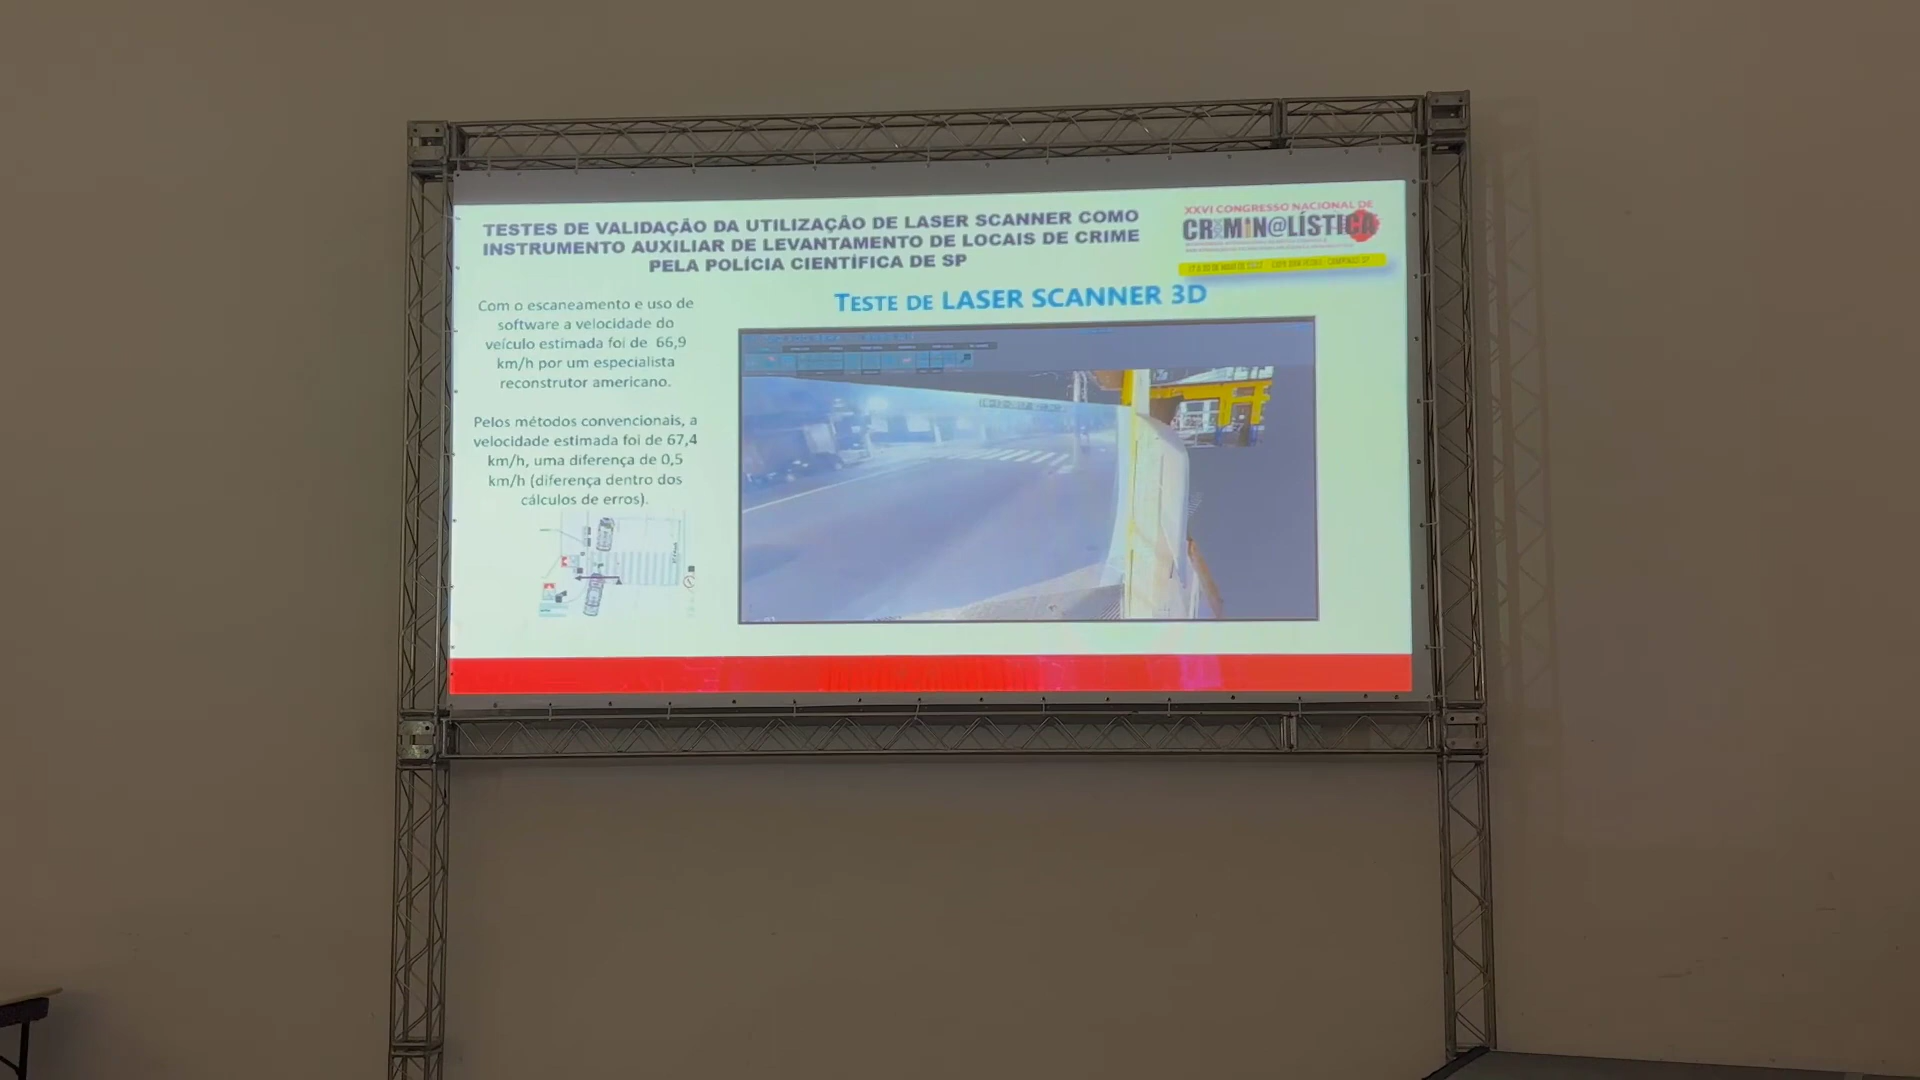 TESTES DE VALIDAÇÃO DA UTILIZAÇÃO DE LASER SCANNER COMO
INSTRUMENTO AUXILIAR DE LEVANTAMENTO DE LOCAIS DE CRIME
PELA POLÍCIA CIENTÍFICA DE SP
XXVI CONGRESSO NACIONAL DE
CRIMIN@LÍSTICA
TESTE DE LASER SCANNER 3D
Com o escaneamento e uso de
software a velocidade do
veículo estimada foi de 66,9
km/h por um especialista
reconstrutor americano.
Pelos métodos convencionais, a
velocidade estimada foi de 67,4
km/h, uma diferença de 0,5
km/h (diferença dentro dos
cálculos de erros).